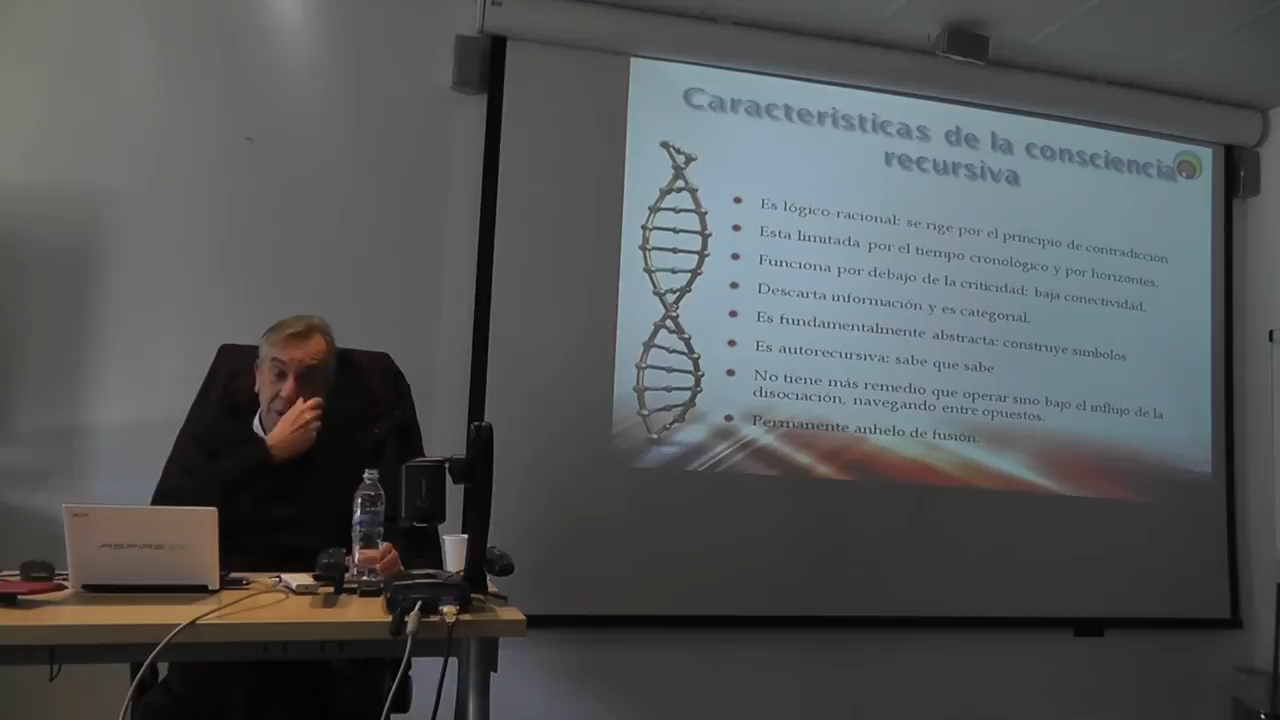 Caracteristicas de la consciencia
recursiva
Es lógico-racional: se rige por el principio de contradicción
Esta limitada por el tiempo cronológico y por horizontes.
Funciona por debajo de la criticidad: baja conectividad.
Descarta información y es categorial.
Es fundamentalmente abstracta: construye simbolos
Es autorecursiva: sabe que sabe
No tiene más remedio que operar sino bajo el influjo de la
disociación, navegando entre opuestos.
Permanente anhelo de fusión.
acer
ASPIRE